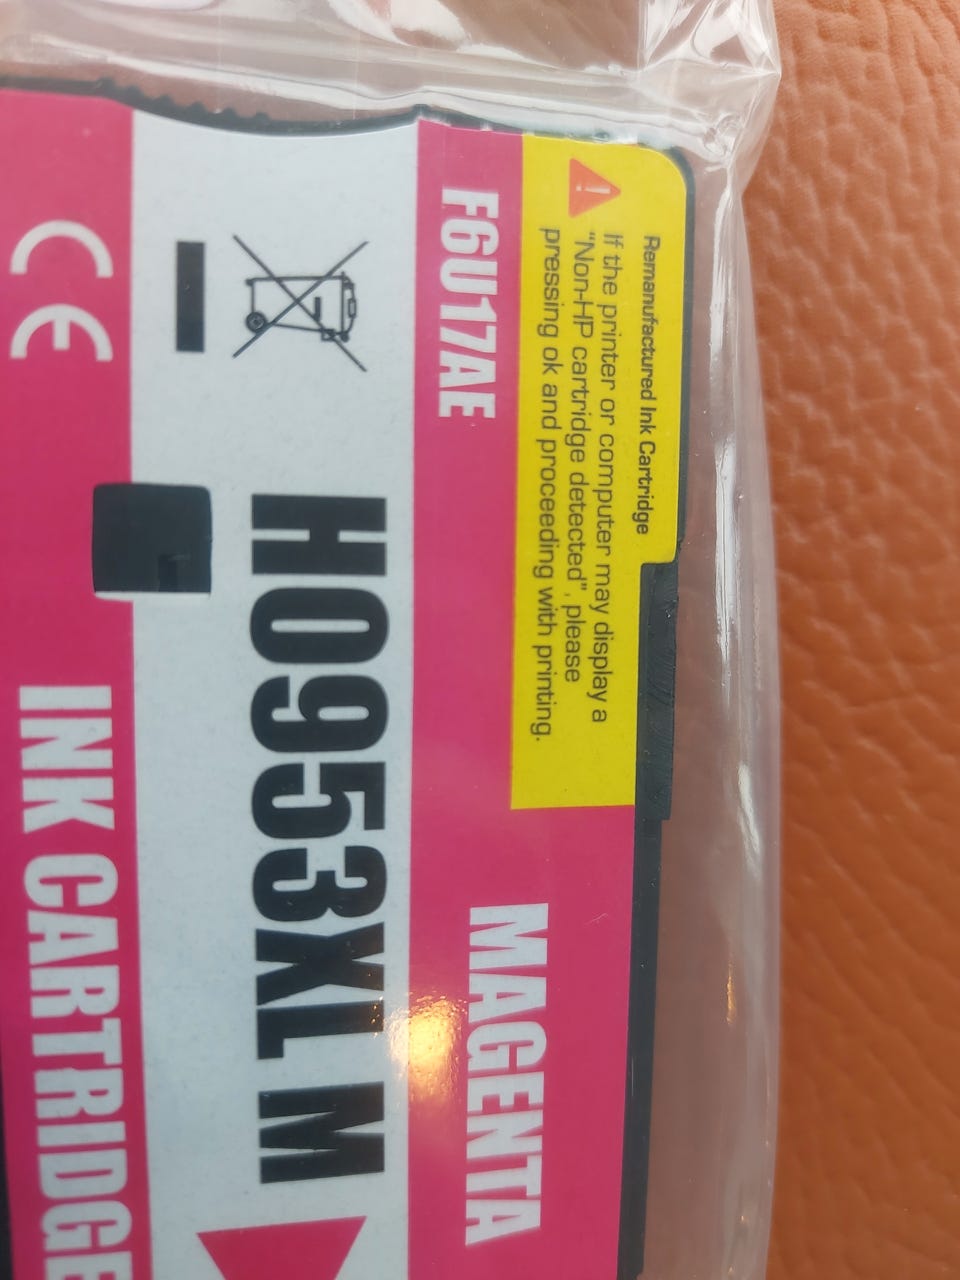 Remanufactured Ink Cartridge
If the printer or computer may display a
"Non-HP cartridge detected", please
pressing ok and proceeding with printing.
F6U17AE
MAGENTA
H0953XL M
CE
INK CARTRIDGE